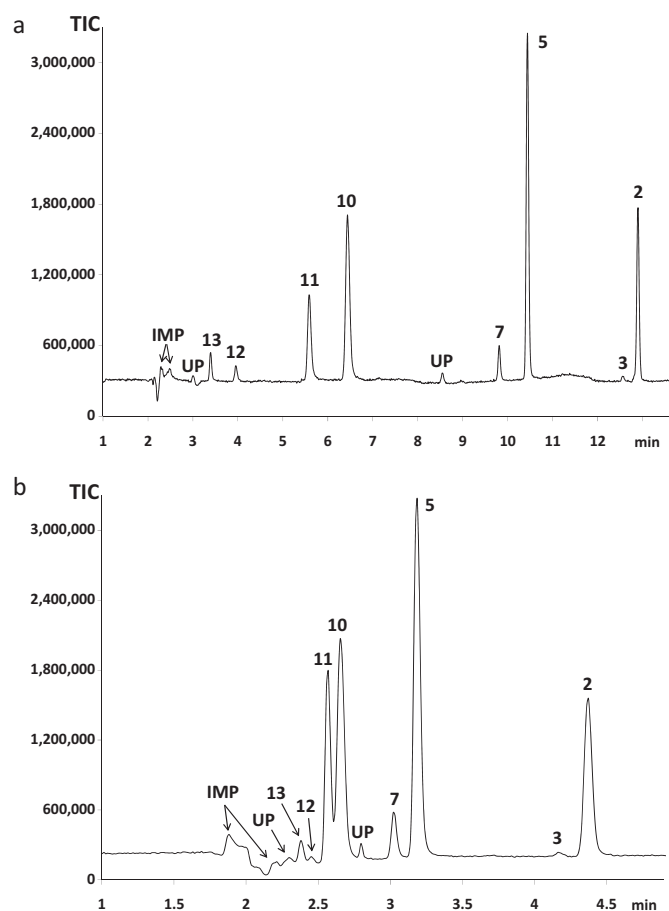 a
TIC
5
3,000,000
2,400,000
2
10
1,800,000
11
1,200,000
IMP
13
7
600,000
UP
12
UP
3
0
1 2 3 4 5 6 7 8 9 10 11 12 min
b
TIC
5
3,000,000
2,400,000
10
11
2
1,800,000
1,200,000
IMP
13
12
7
600,000
UP
UP
3
0
1 1.5 2 2.5 3 3.5 4 4.5 min